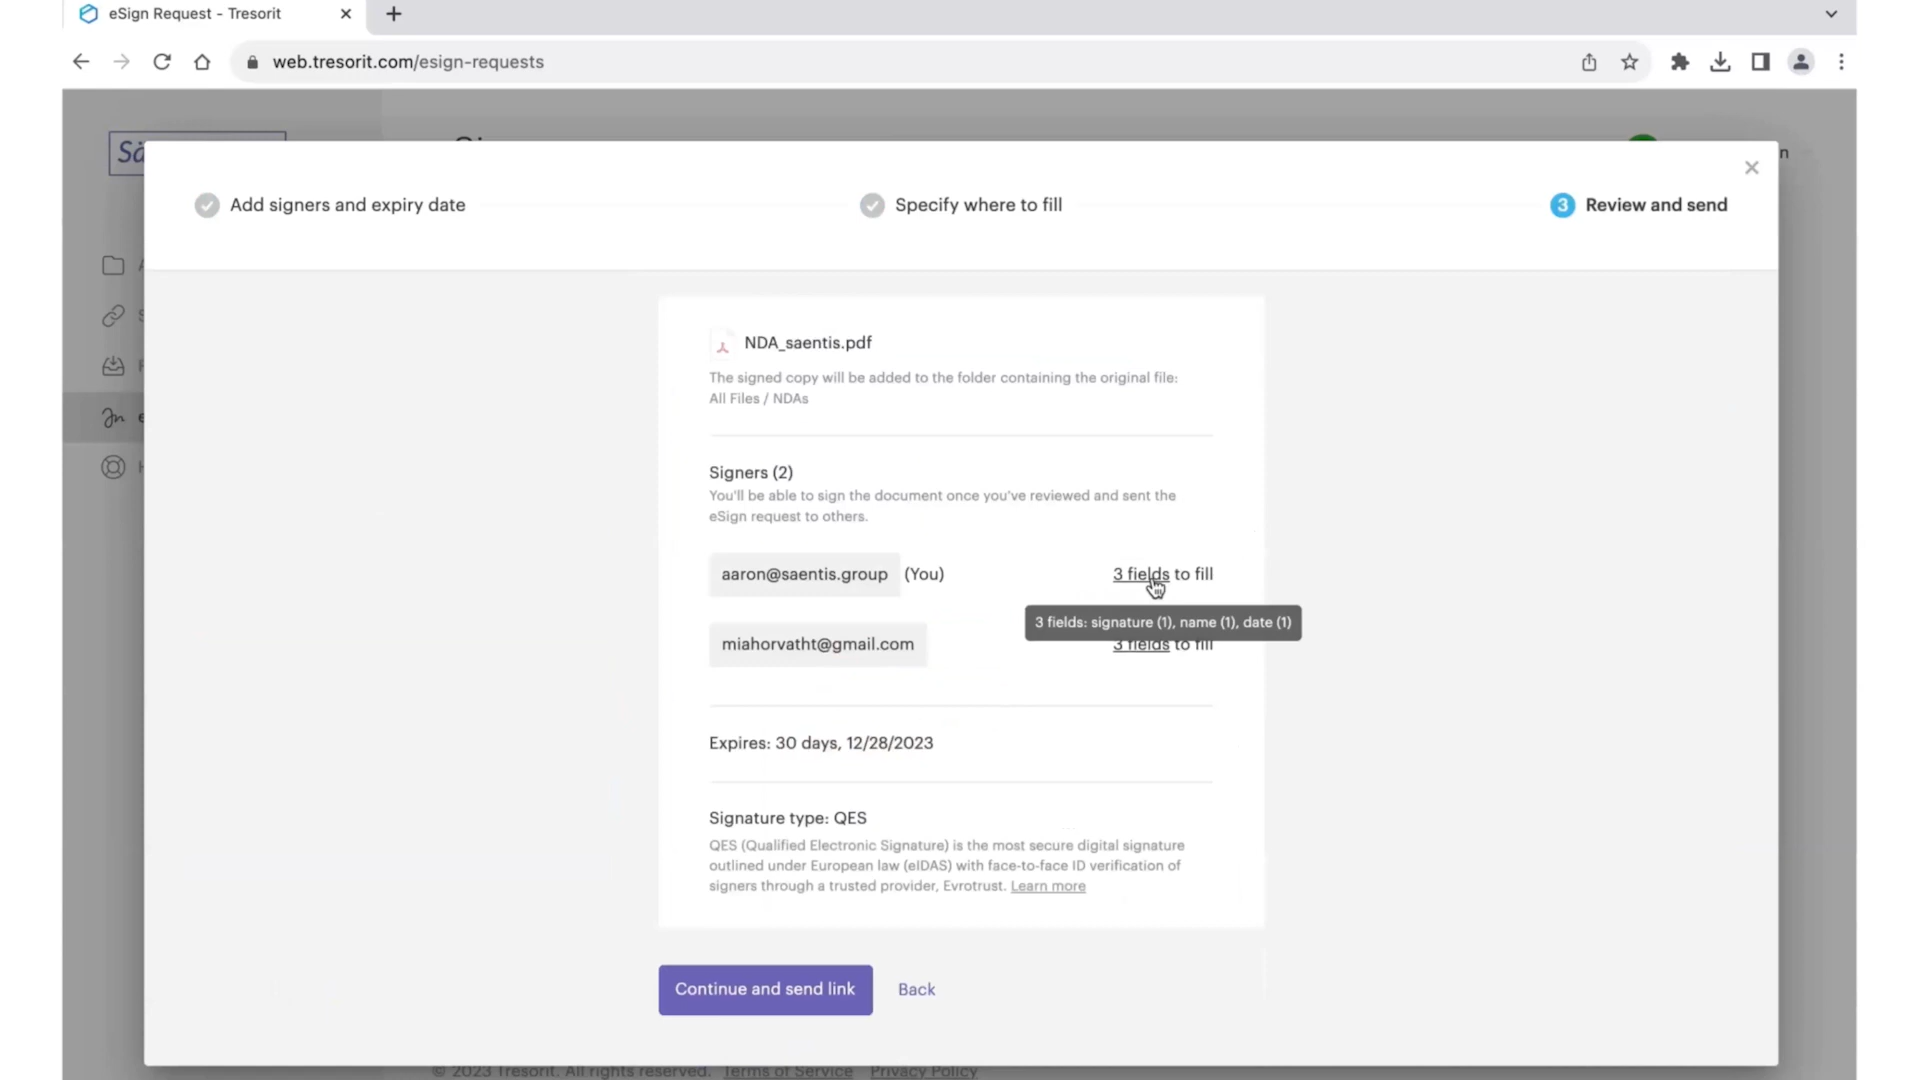 eSign Request - Tresorit
web.tresorit.com/esign-requests
Sä
n
Add signers and expiry date
Specify where to fill
3 Review and send
NDA_saentis.pdf
The signed copy will be added to the folder containing the original file:
All Files / NDAs
Signers (2)
You'll be able to sign the document once you've reviewed and sent the
eSign request to others.
aaron@saentis.group (You) 3 fields to fill
3 fields: signature (1), name (1), date (1)
miahorvatht@gmail.com 3 fields to fill
Expires: 30 days, 12/28/2023
Signature type: QES
QES (Qualified Electronic Signature) is the most secure digital signature
outlined under European law (eIDAS) with face-to-face ID verification of
signers through a trusted provider, Evrotrust. Learn more
Continue and send link Back
© 2023 Tresorit. All rights reserved. Terms of Service Privacy Policy